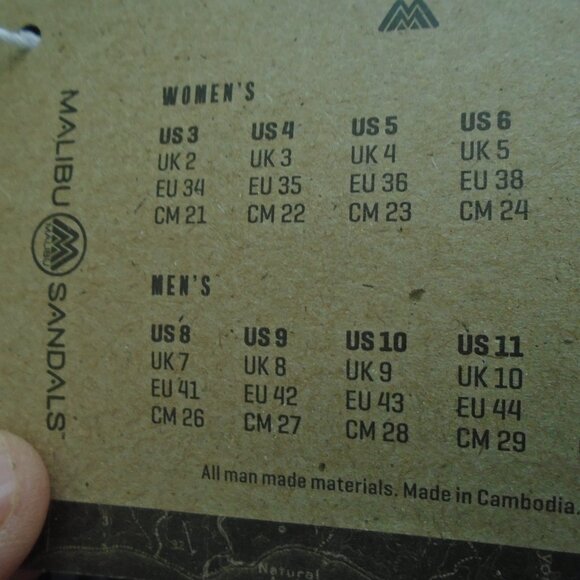 WOMEN'S
US 3 US 4 US 5 US 6
UK 2 UK 3 UK 4 UK 5
EU 34 EU 35 EU 36 EU 38
CM 21 CM 22 CM 23 CM 24
MEN'S
US 8 US 9 US 10 US 11
UK 7 UK 8 UK 9 UK 10
EU 41 EU 42 EU 43 EU 44
CM 26 CM 27 CM 28 CM 29
All man made materials. Made in Cambodia.
MALIBU SANDALS™
Natural